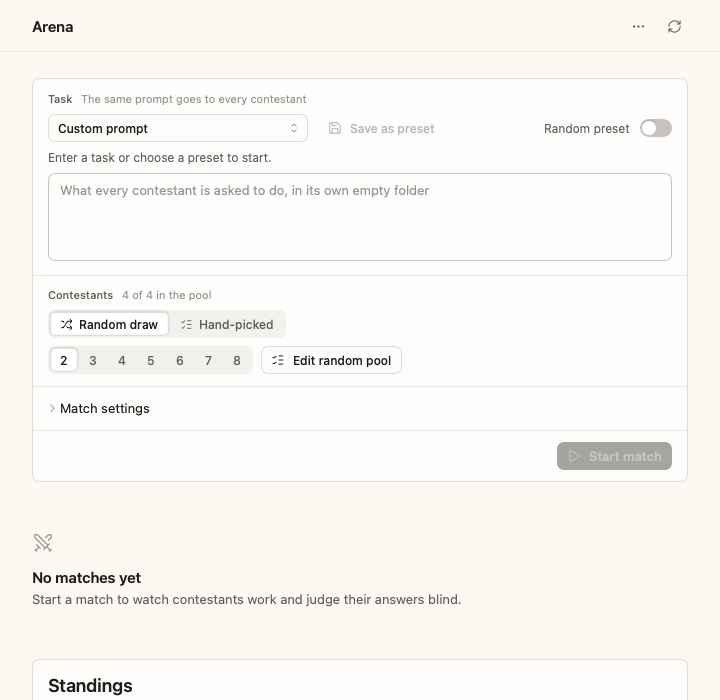 Arena
Task The same prompt goes to every contestant
Custom prompt
Save as preset
Random preset
Enter a task or choose a preset to start.
What every contestant is asked to do, in its own empty folder
Contestants 4 of 4 in the pool
Random draw Hand-picked
2 3 4 5 6 7 8 Edit random pool
Match settings
Start match
No matches yet
Start a match to watch contestants work and judge their answers blind.
Standings